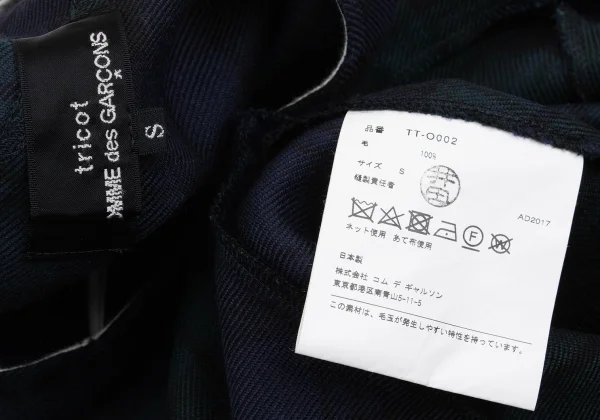 tricot
COMME des GARÇONS
S
品番 TT-O002
毛 100%
サイズ S
縫製責任者
AD2017
F
W
ネット使用 あて布使用
日本製
株式会社 コム デ ギャルソン
東京都港区南青山5-11-5
この素材は、毛玉が発生しやすい特性を持っています。